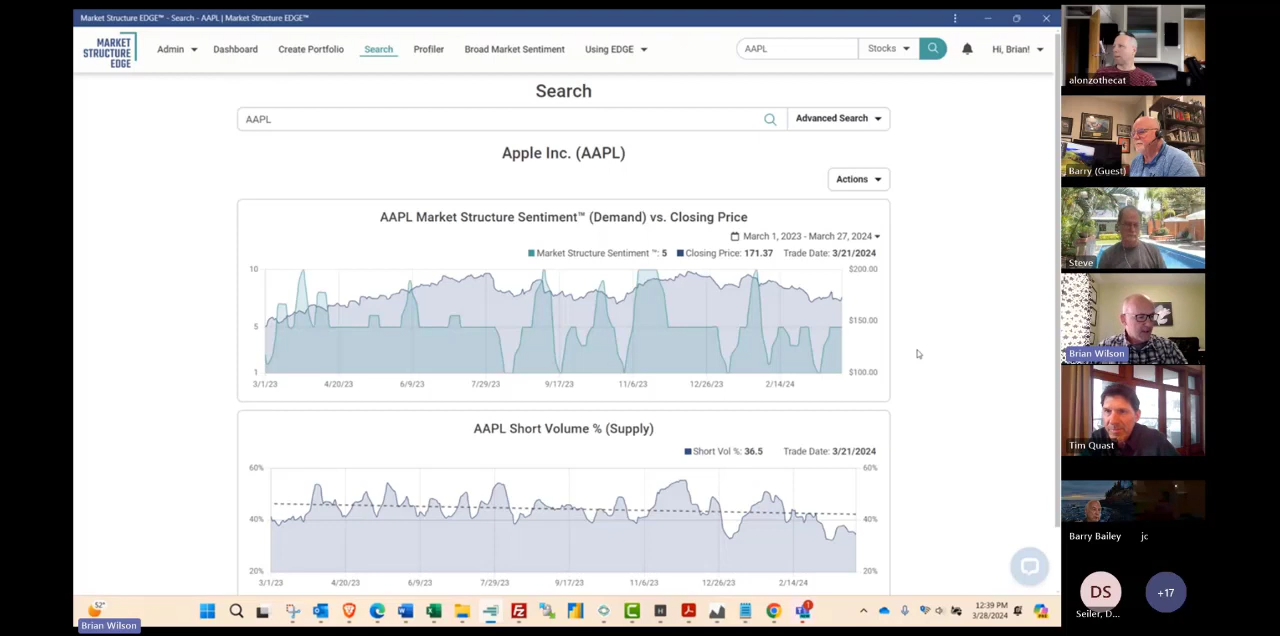 Market Structure EDGE™ - Search - AAPL | Market Structure EDGE™
MARKET
STRUCTURE
EDGE
Admin Dashboard Create Portfolio Search Profiler Broad Market Sentiment Using EDGE AAPL Stocks Hi, Brian!
Search
AAPL Advanced Search
Apple Inc. (AAPL)
Actions
AAPL Market Structure Sentiment™ (Demand) vs. Closing Price
March 1, 2023 - March 27, 2024
Market Structure Sentiment ™: 5 Closing Price: 171.37 Trade Date: 3/21/2024
10 $200.00
5 $150.00
1 $100.00
3/1/23 4/20/23 6/9/23 7/29/23 9/17/23 11/6/23 12/26/23 2/14/24
AAPL Short Volume % (Supply)
Short Vol %: 36.5 Trade Date: 3/21/2024
60% 60%
40% 40%
20% 20%
3/1/23 4/20/23 6/9/23 7/29/23 9/17/23 11/6/23 12/26/23 2/14/24
52°
12:39 PM
3/28/2024
Brian Wilson
alonzothecat
Barry (Guest)
Steve
Brian Wilson
Tim Quast
Barry Bailey jc
DS +17
Seiler, D...